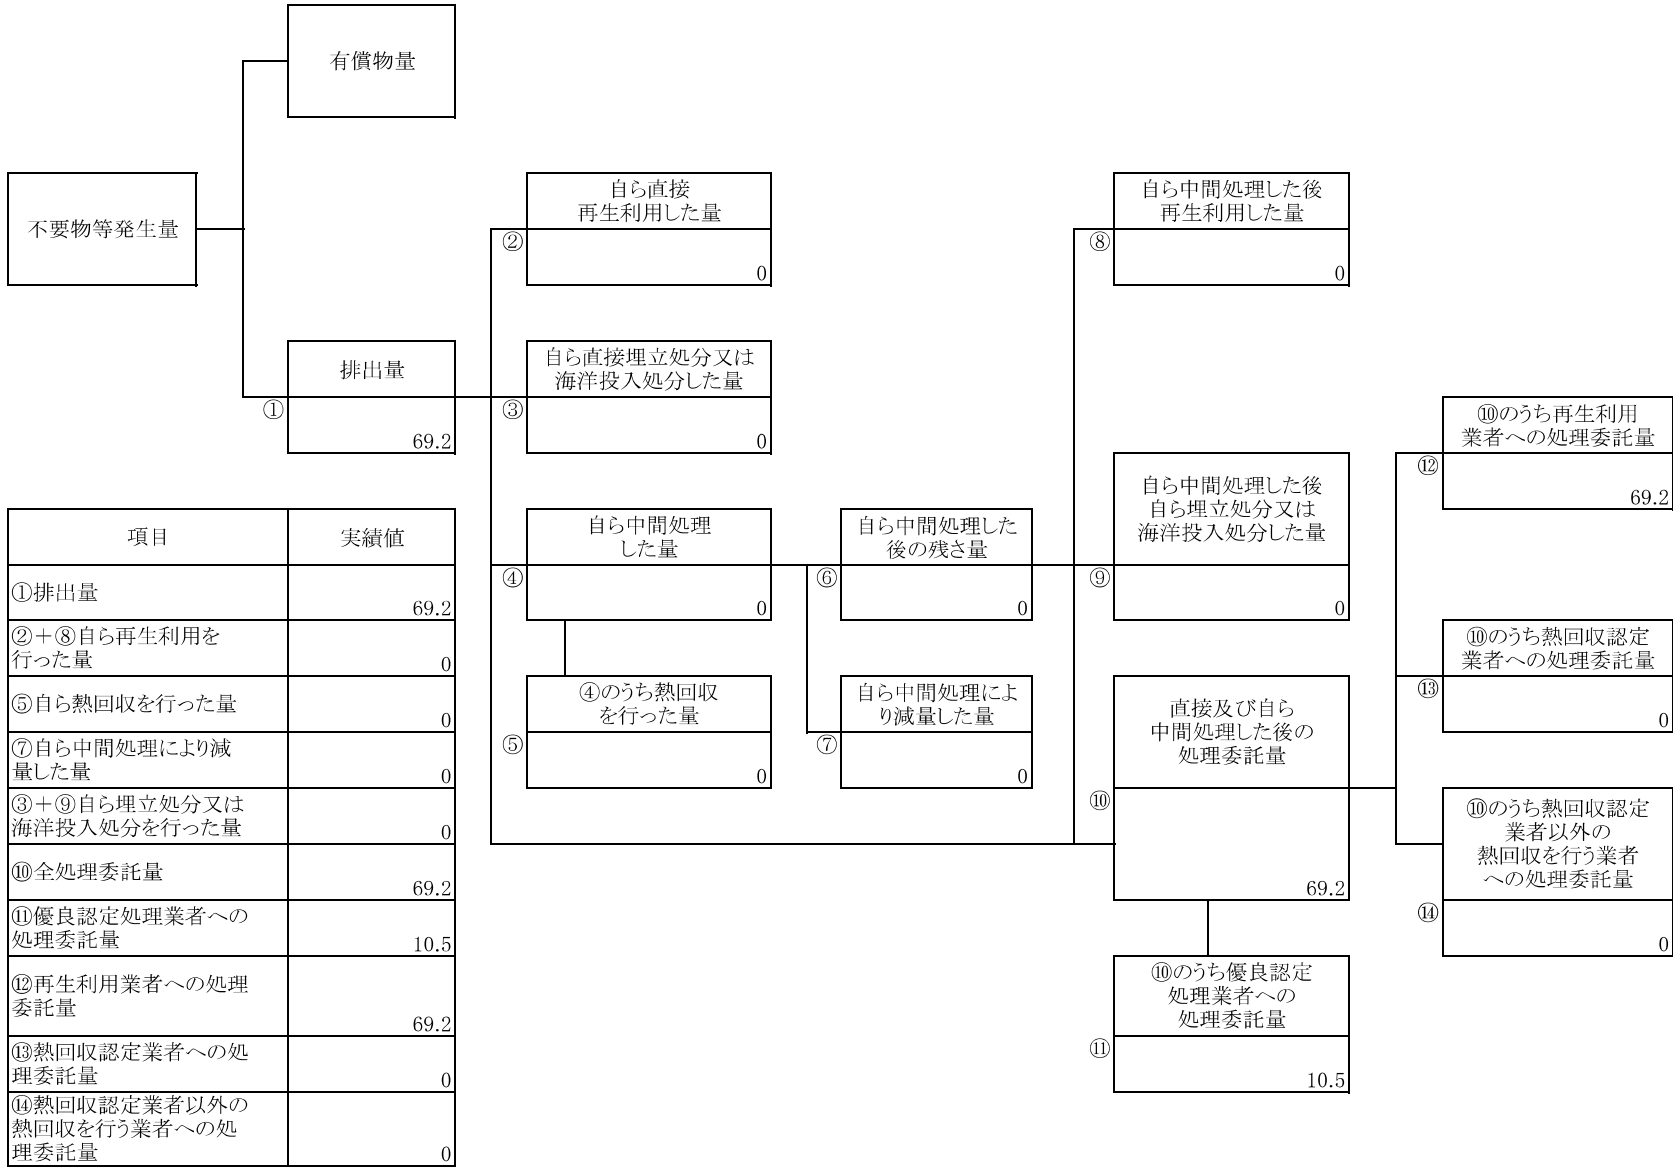 有償物量
不要物等発生量
排出量
①
69.2
自ら直接
再生利用した量
②
0
自ら直接埋立処分又は
海洋投入処分した量
③
0
自ら中間処理
した量
④
0
④のうち熱回収
を行った量
⑤
0
自ら中間処理した
後の残さ量
⑥
0
自ら中間処理によ
り減量した量
⑦
0
自ら中間処理した後
再生利用した量
⑧
0
自ら中間処理した後
自ら埋立処分又は
海洋投入処分した量
⑨
0
直接及び自ら
中間処理した後の
処理委託量
⑩
69.2
⑩のうち優良認定
処理業者への
処理委託量
⑪
10.5
⑩のうち再生利用
業者への処理委託量
⑫
69.2
⑩のうち熱回収認定
業者への処理委託量
⑬
0
⑩のうち熱回収認定
業者以外の
熱回収を行う業者
への処理委託量
⑭
0
項目 実績値
①排出量
69.2
②＋⑧自ら再生利用を
行った量
0
⑤自ら熱回収を行った量
0
⑦自ら中間処理により減
量した量
0
③＋⑨自ら埋立処分又は
海洋投入処分を行った量
0
⑩全処理委託量
69.2
⑪優良認定処理業者への
処理委託量
10.5
⑫再生利用業者への処理
委託量
69.2
⑬熱回収認定業者への処
理委託量
0
⑭熱回収認定業者以外の
熱回収を行う業者への処
理委託量
0